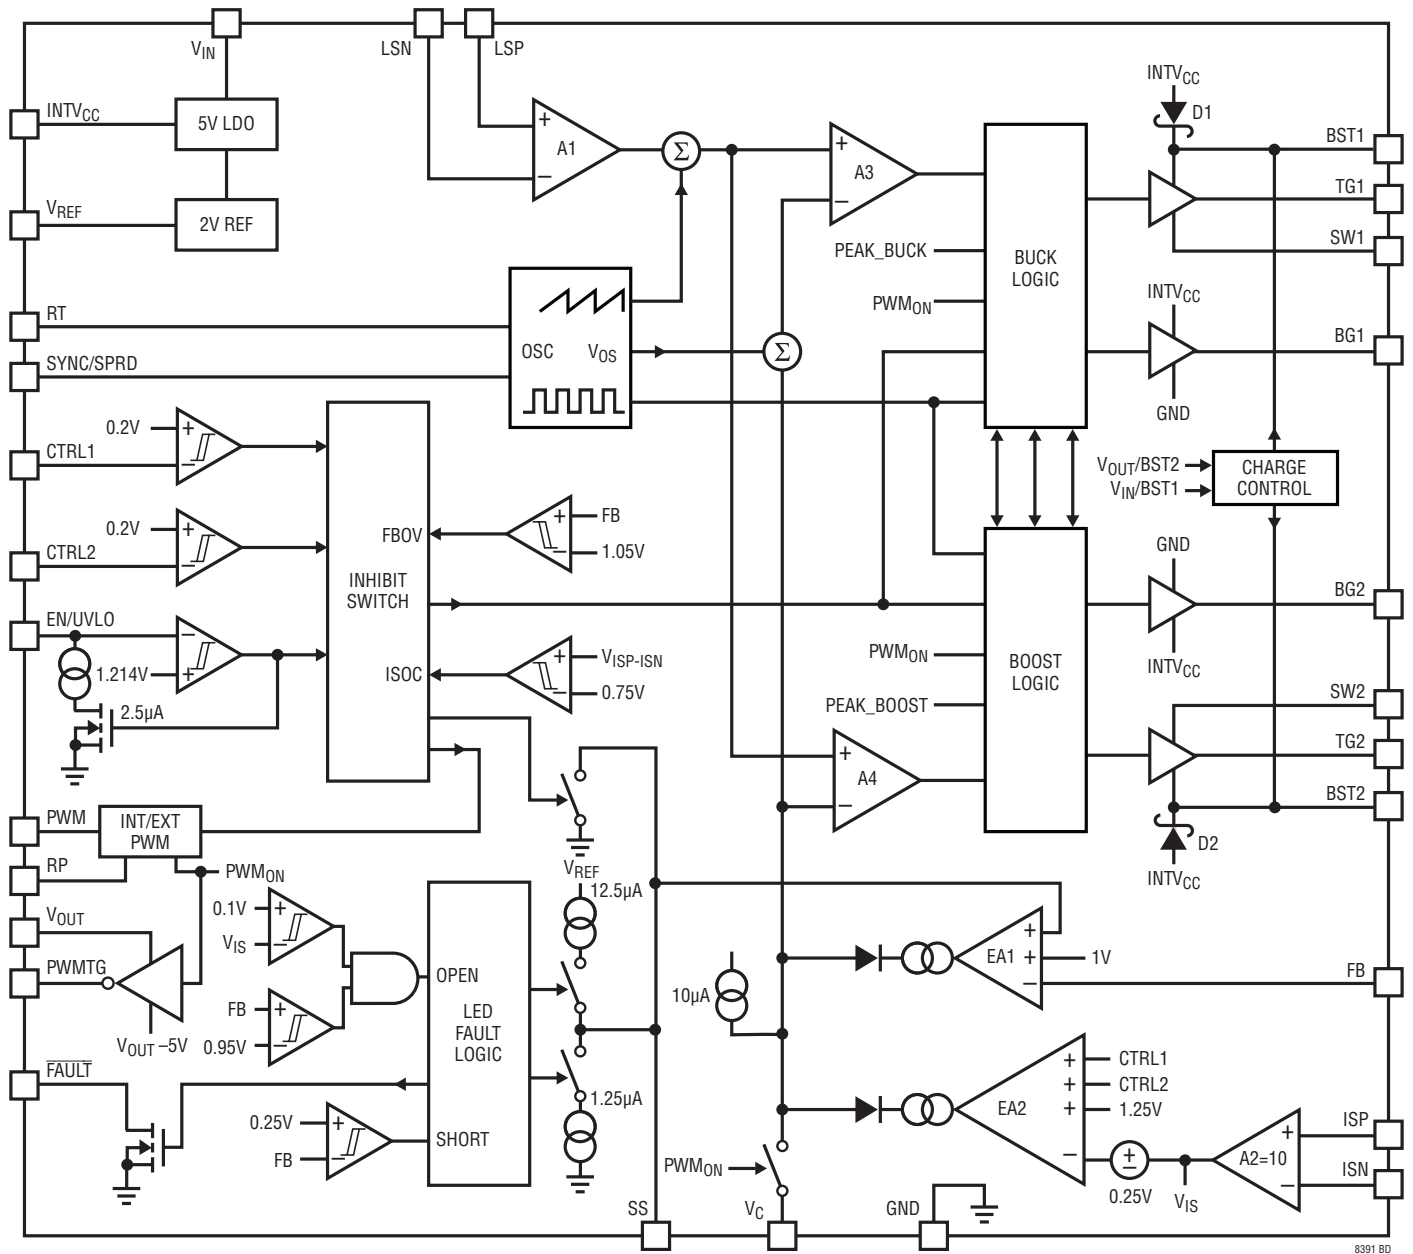 VIN
LSN
LSP
INTVCC
5V LDO
VREF
2V REF
A1
+
−
Σ
A3
+
−
PEAK_BUCK
PWMON
BUCK
LOGIC
INTVCC
D1
BST1
TG1
SW1
INTVCC
BG1
GND
RT
SYNC/SPRD
OSC
VOS
Σ
0.2V
+
−
CTRL1
0.2V
+
−
CTRL2
EN/UVLO
−
1.214V
+
2.5µA
FBOV
INHIBIT
SWITCH
ISOC
+
FB
−
1.05V
+
VISP-ISN
−
0.75V
VOUT/BST2
VIN/BST1
CHARGE
CONTROL
GND
BG2
INTVCC
PWMON
BOOST
LOGIC
PEAK_BOOST
+
A4
−
SW2
TG2
BST2
D2
INTVCC
PWM
INT/EXT
PWM
RP
PWMON
VOUT
PWMTG
VOUT –5V
FAULT
0.1V
+
VIS
−
FB
+
0.95V
−
OPEN
LED
FAULT
LOGIC
SHORT
0.25V
+
FB
−
VREF
12.5µA
1.25µA
10µA
EA1
+
+
−
1V
FB
EA2
+
CTRL1
+
CTRL2
+
1.25V
−
+
−
0.25V
VIS
A2=10
+
−
ISP
ISN
PWMON
SS
VC
GND
8391 BD